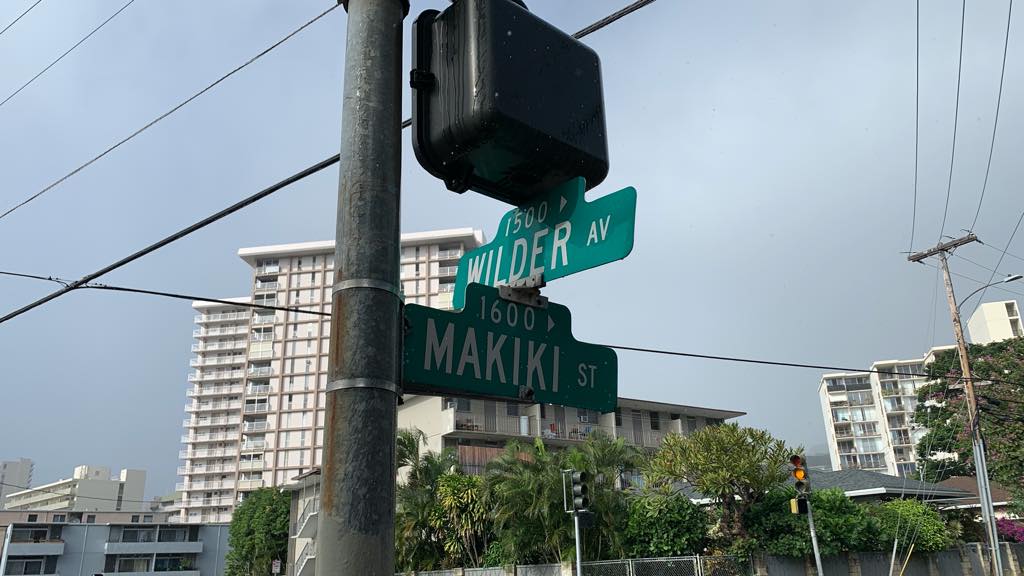 1500 ▶
WILDER AV
1600 ▶
MAKIKI ST